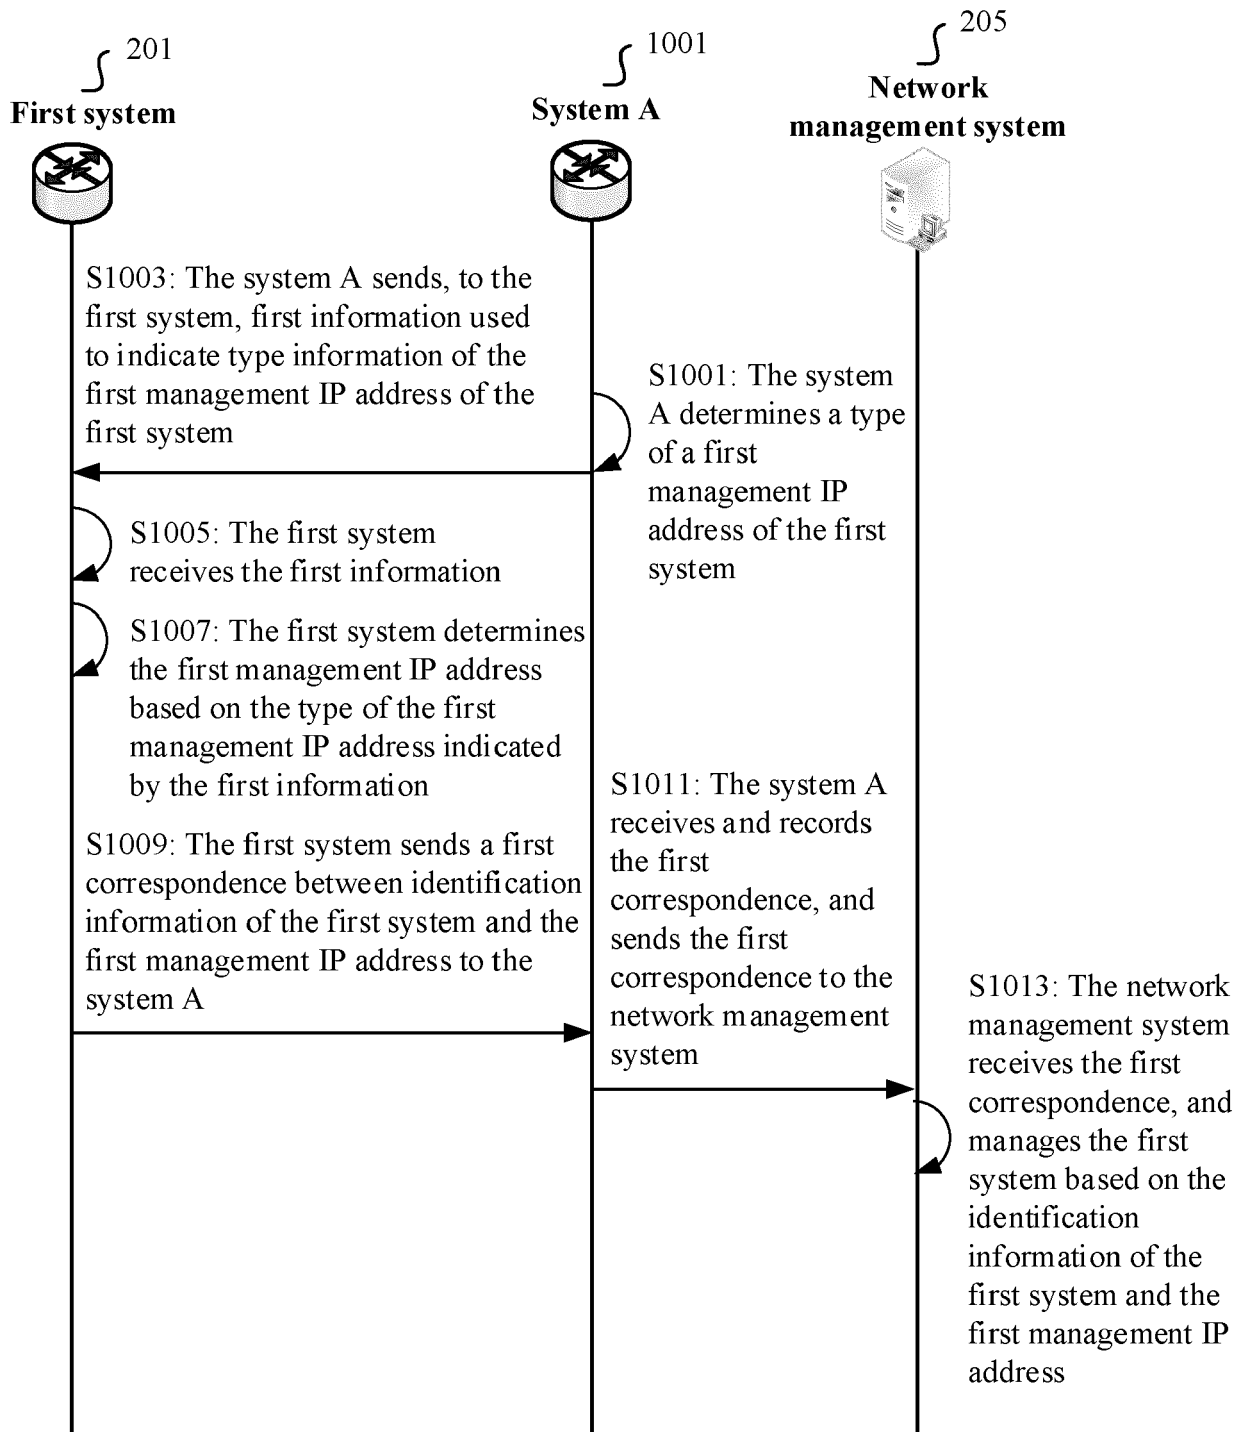 201
First system
1001
System A
205
Network
management system
S1003: The system A sends, to the
first system, first information used
to indicate type information of the
first management IP address of the
first system
S1001: The system
A determines a type
of a first
management IP
address of the first
system
S1005: The first system
receives the first information
S1007: The first system determines
the first management IP address
based on the type of the first
management IP address indicated
by the first information
S1009: The first system sends a first
correspondence between identification
information of the first system and the
first management IP address to the
system A
S1011: The system A
receives and records
the first
correspondence, and
sends the first
correspondence to the
network management
system
S1013: The network
management system
receives the first
correspondence, and
manages the first
system based on the
identification
information of the
first system and the
first management IP
address